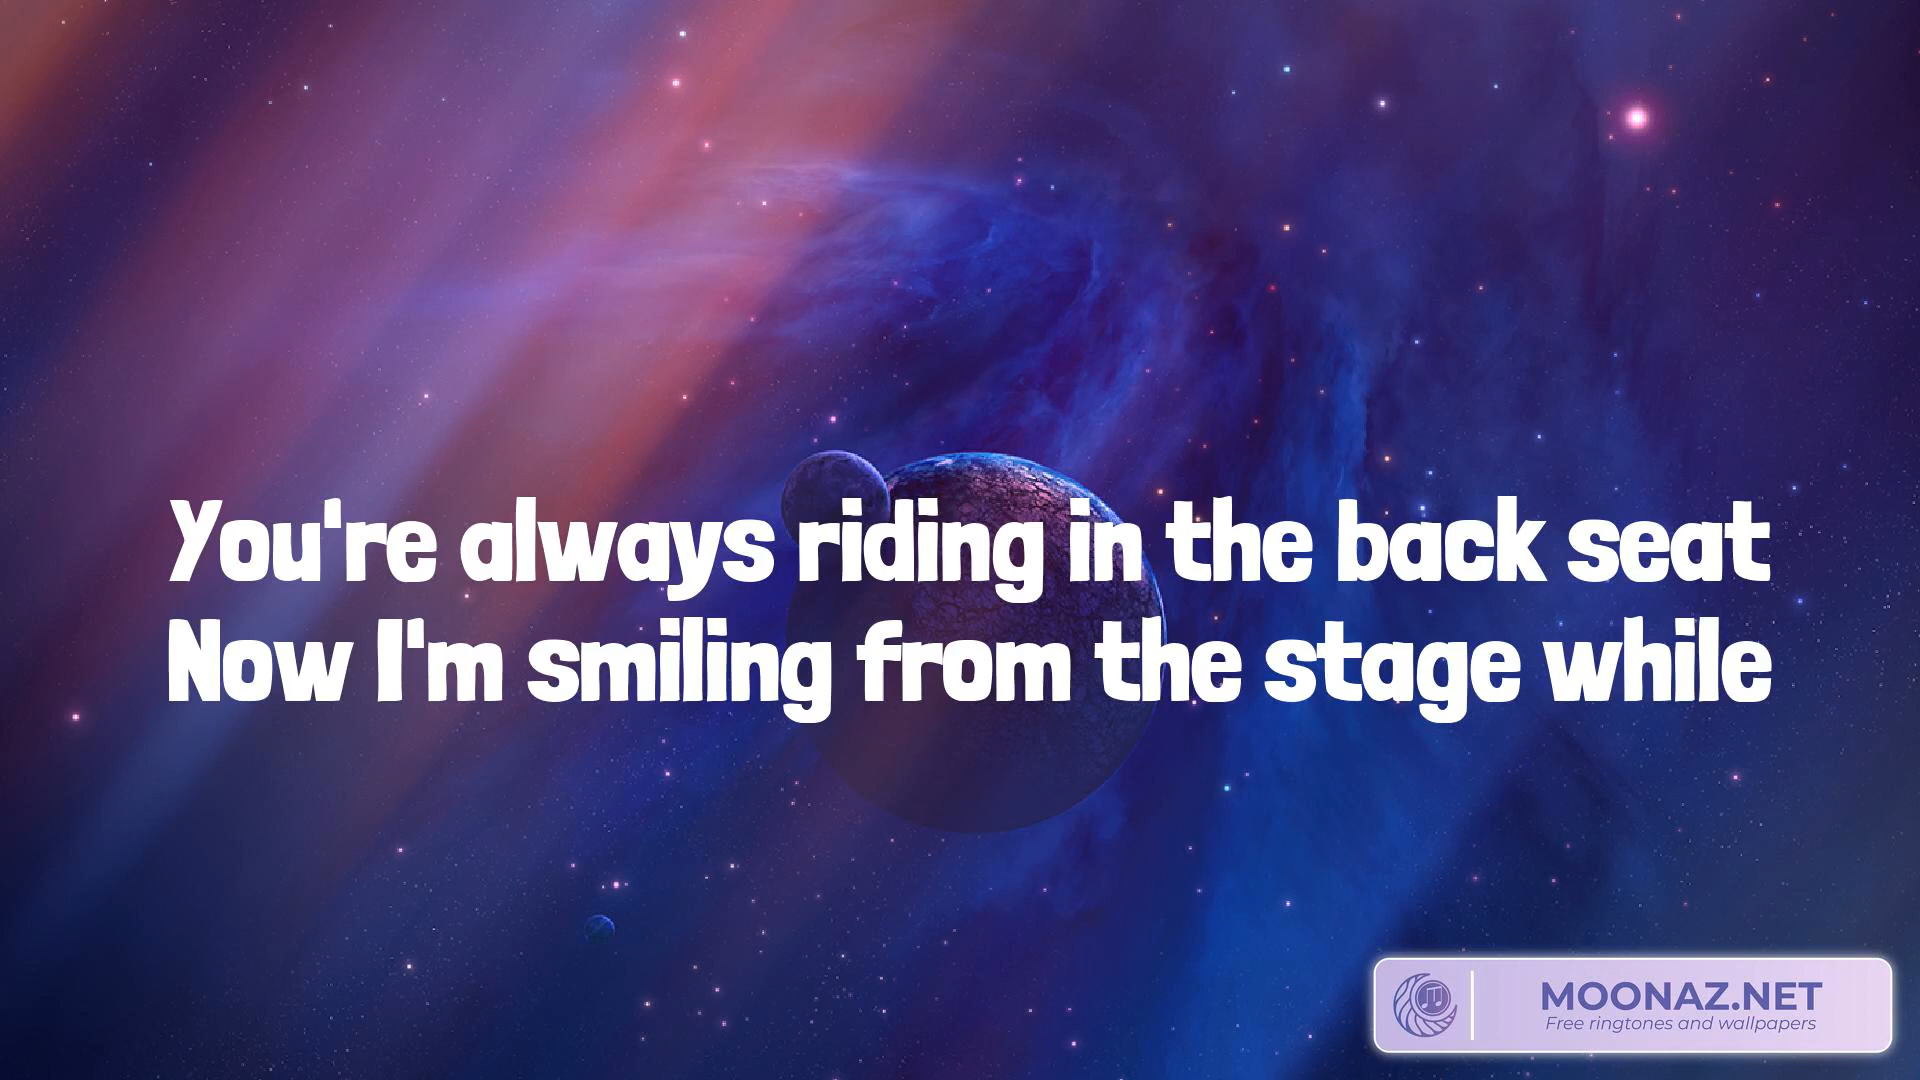 You're always riding in the back seat
Now I'm smiling from the stage while
MOONAZ.NET
Free ringtones and wallpapers